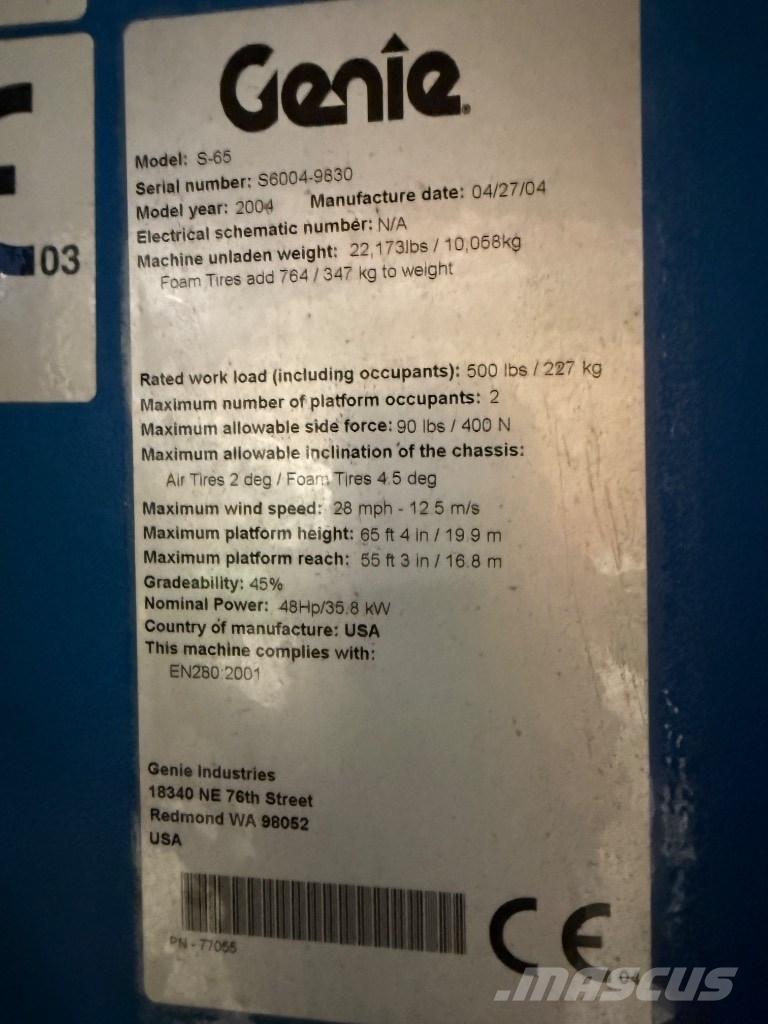 Genie
Model: S-65
Serial number: S6004-9830
Model year: 2004 Manufacture date: 04/27/04
Electrical schematic number: N/A
Machine unladen weight: 22,173lbs / 10,058kg
Foam Tires add 764 / 347 kg to weight
03
Rated work load (including occupants): 500 lbs / 227 kg
Maximum number of platform occupants: 2
Maximum allowable side force: 90 lbs / 400 N
Maximum allowable inclination of the chassis:
Air Tires 2 deg / Foam Tires 4.5 deg
Maximum wind speed: 28 mph - 12.5 m/s
Maximum platform height: 65 ft 4 in / 19.9 m
Maximum platform reach: 55 ft 3 in / 16.8 m
Gradeability: 45%
Nominal Power: 48Hp/35.8 kW
Country of manufacture: USA
This machine complies with:
EN280:2001
Genie Industries
18340 NE 76th Street
Redmond WA 98052
USA
PN - 77055
CE
04
.MASCUS